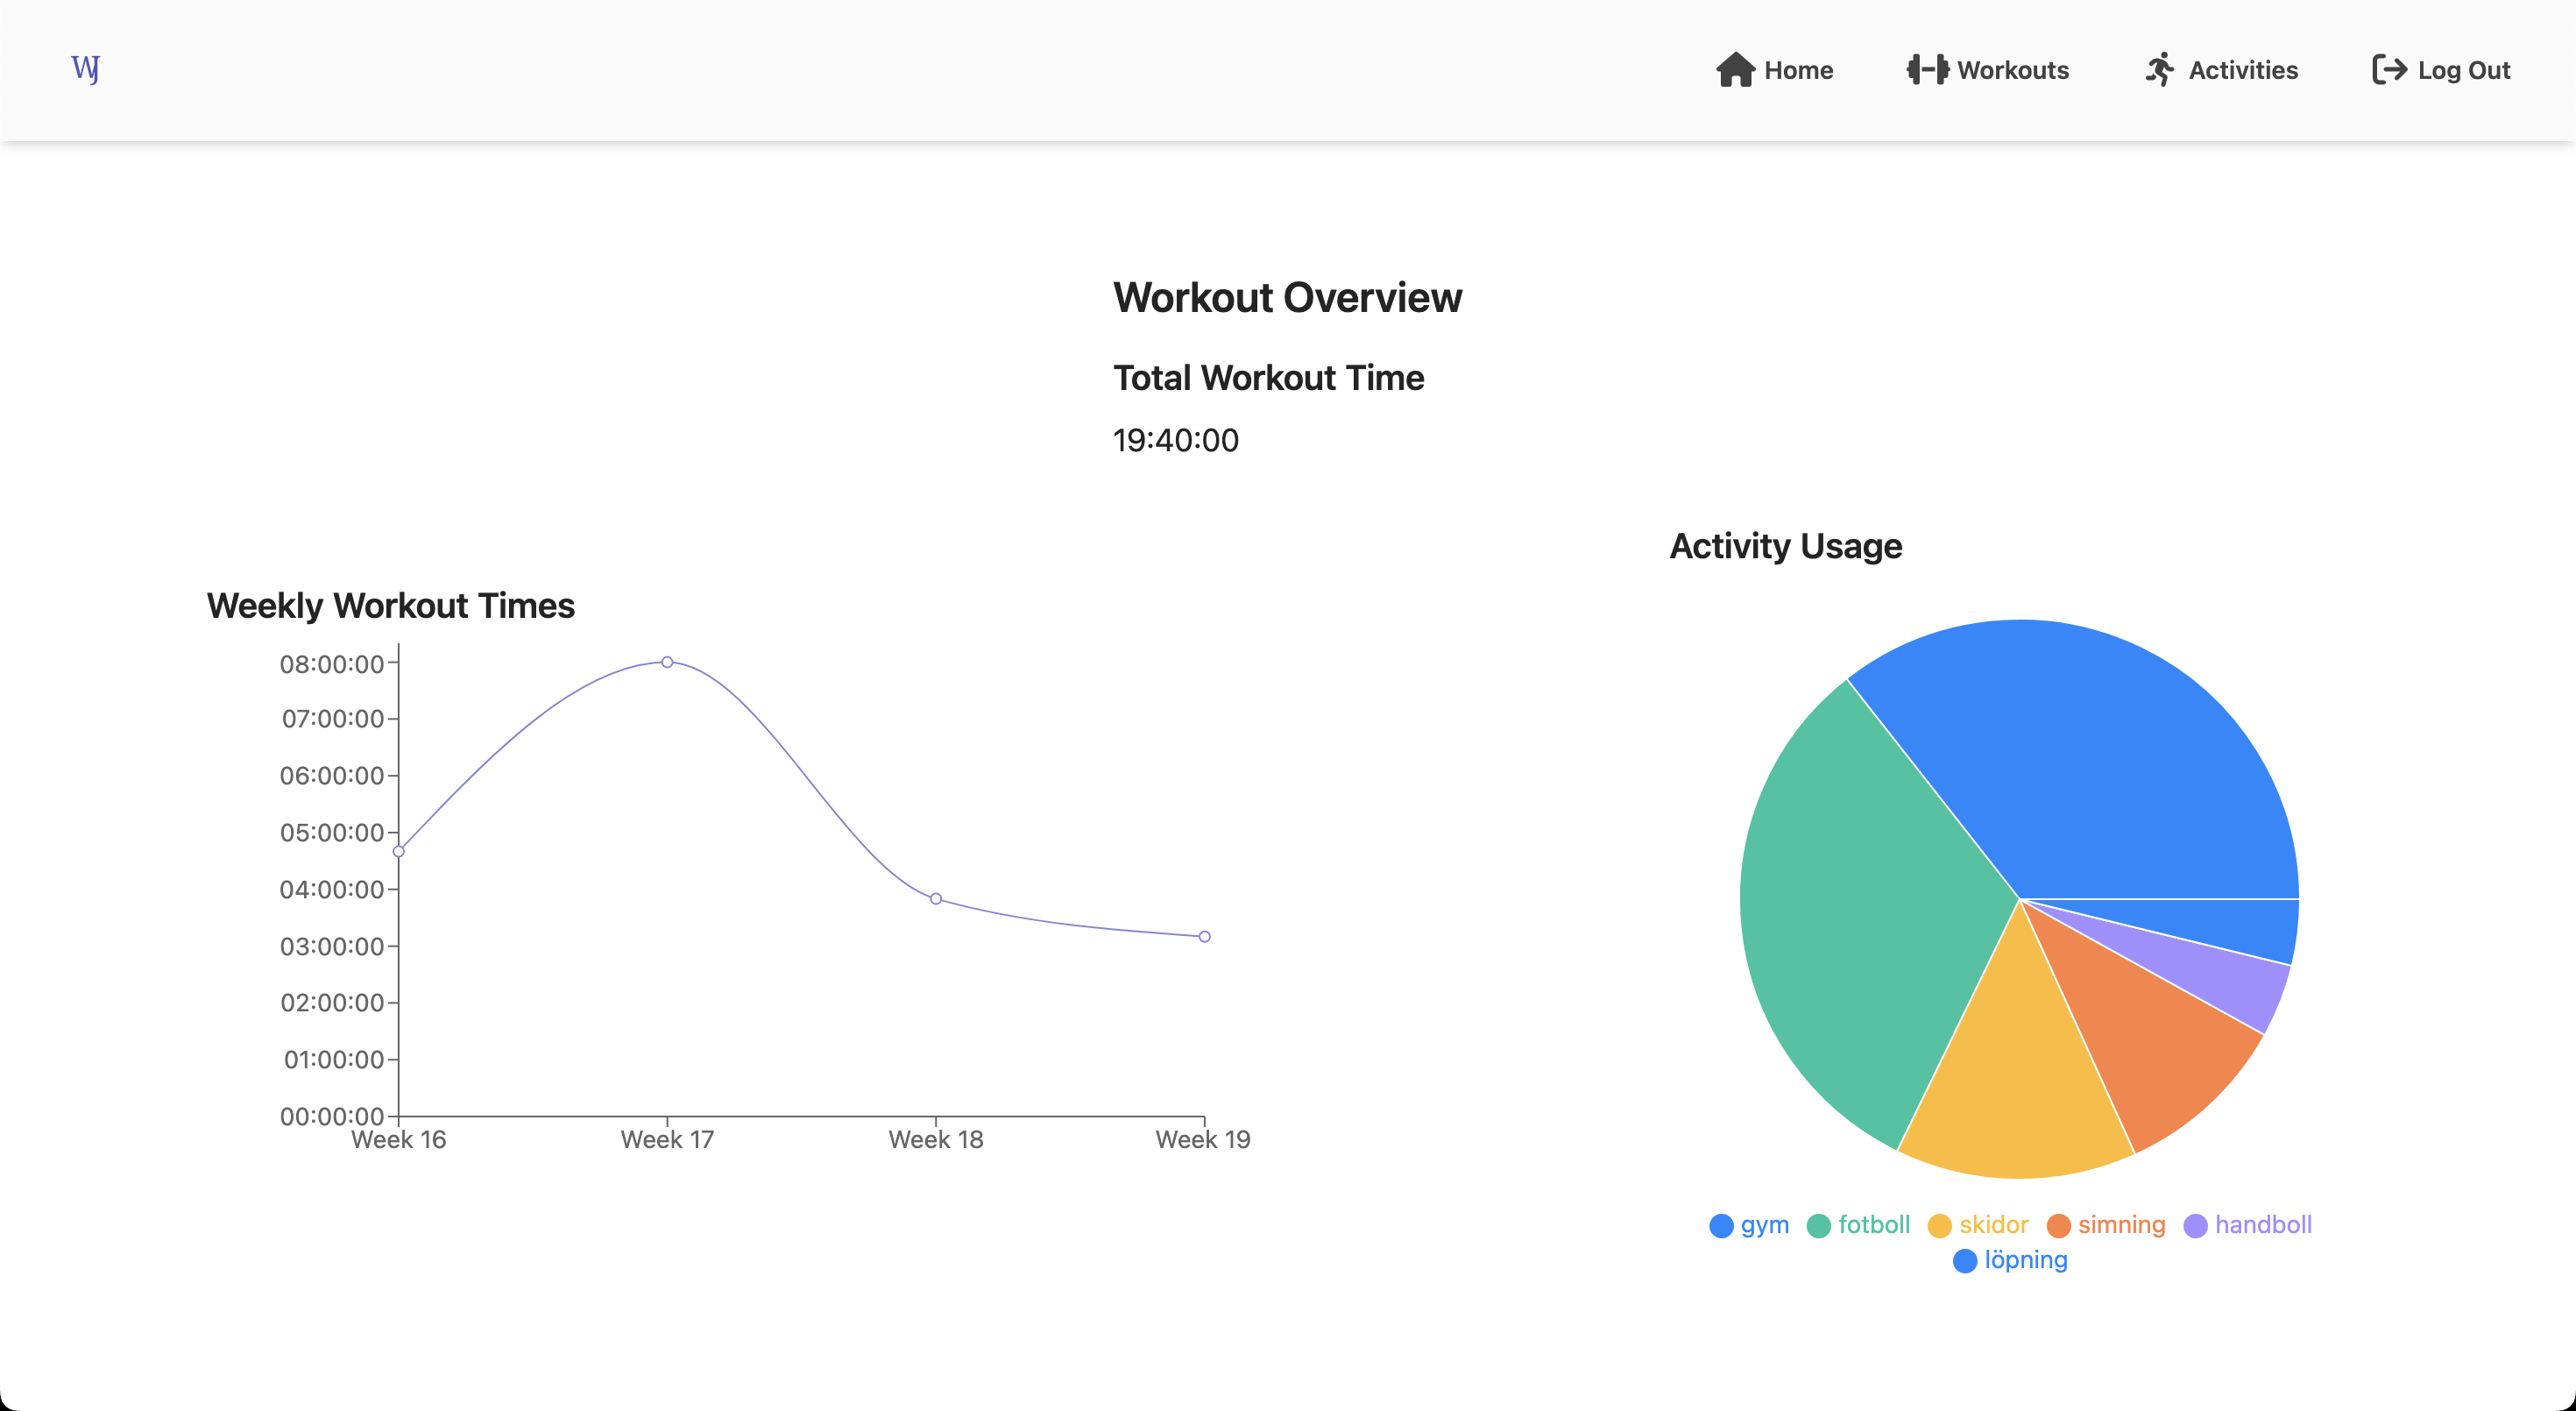 WJ
Home Workouts Activities Log Out
Workout Overview
Total Workout Time
19:40:00
Weekly Workout Times
08:00:00
07:00:00
06:00:00
05:00:00
04:00:00
03:00:00
02:00:00
01:00:00
00:00:00
Week 16 Week 17 Week 18 Week 19
Activity Usage
gym fotboll skidor simning handboll
löpning